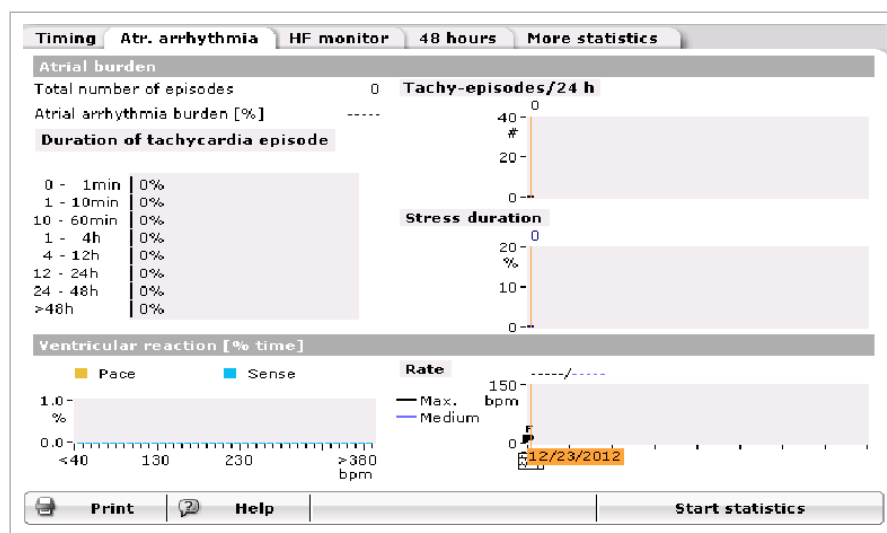 Timing Atr. arrhythmia HF monitor 48 hours More statistics
Atrial burden
Total number of episodes 0
Atrial arrhythmia burden [%] -----
Duration of tachycardia episode
0 - 1min 0%
1 - 10min 0%
10 - 60min 0%
1 - 4h 0%
4 - 12h 0%
12 - 24h 0%
24 - 48h 0%
>48h 0%
Tachy-episodes/24 h
0
40
#
20
0
Stress duration
0
20
%
10
0
Ventricular reaction [% time]
Pace Sense
1.0
%
0.0
<40 130 230 >380
bpm
Rate -----/-----
150
Max. bpm
Medium
0
F
12/23/2012
Print Help Start statistics